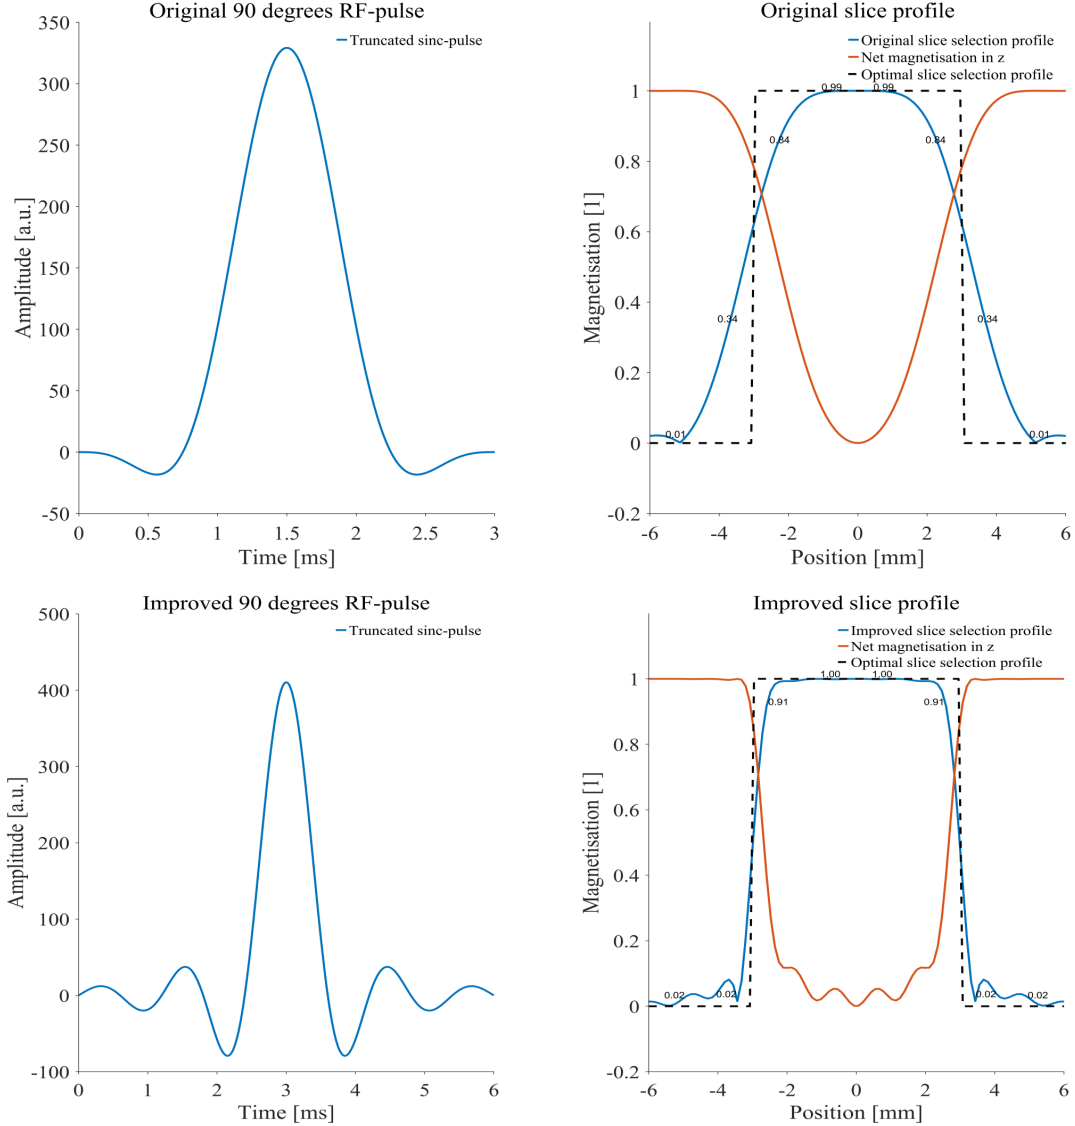 Original 90 degrees RF-pulse
Truncated sinc-pulse
350
300
250
200
150
100
50
0
-50
Amplitude [a.u.]
0 0.5 1 1.5 2 2.5 3
Time [ms]
Original slice profile
Original slice selection profile
Net magnetisation in z
Optimal slice selection profile
0.99 0.99
0.84 0.84
0.34 0.34
0.01 0.01
1
0.8
0.6
0.4
0.2
0
-0.2
Magnetisation [1]
-6 -4 -2 0 2 4 6
Position [mm]
Improved 90 degrees RF-pulse
Truncated sinc-pulse
500
400
300
200
100
0
-100
Amplitude [a.u.]
0 1 2 3 4 5 6
Time [ms]
Improved slice profile
Improved slice selection profile
Net magnetisation in z
Optimal slice selection profile
1.00 1.00
0.91 0.91
0.02 0.02 0.02 0.02
1
0.8
0.6
0.4
0.2
0
-0.2
Magnetisation [1]
-6 -4 -2 0 2 4 6
Position [mm]